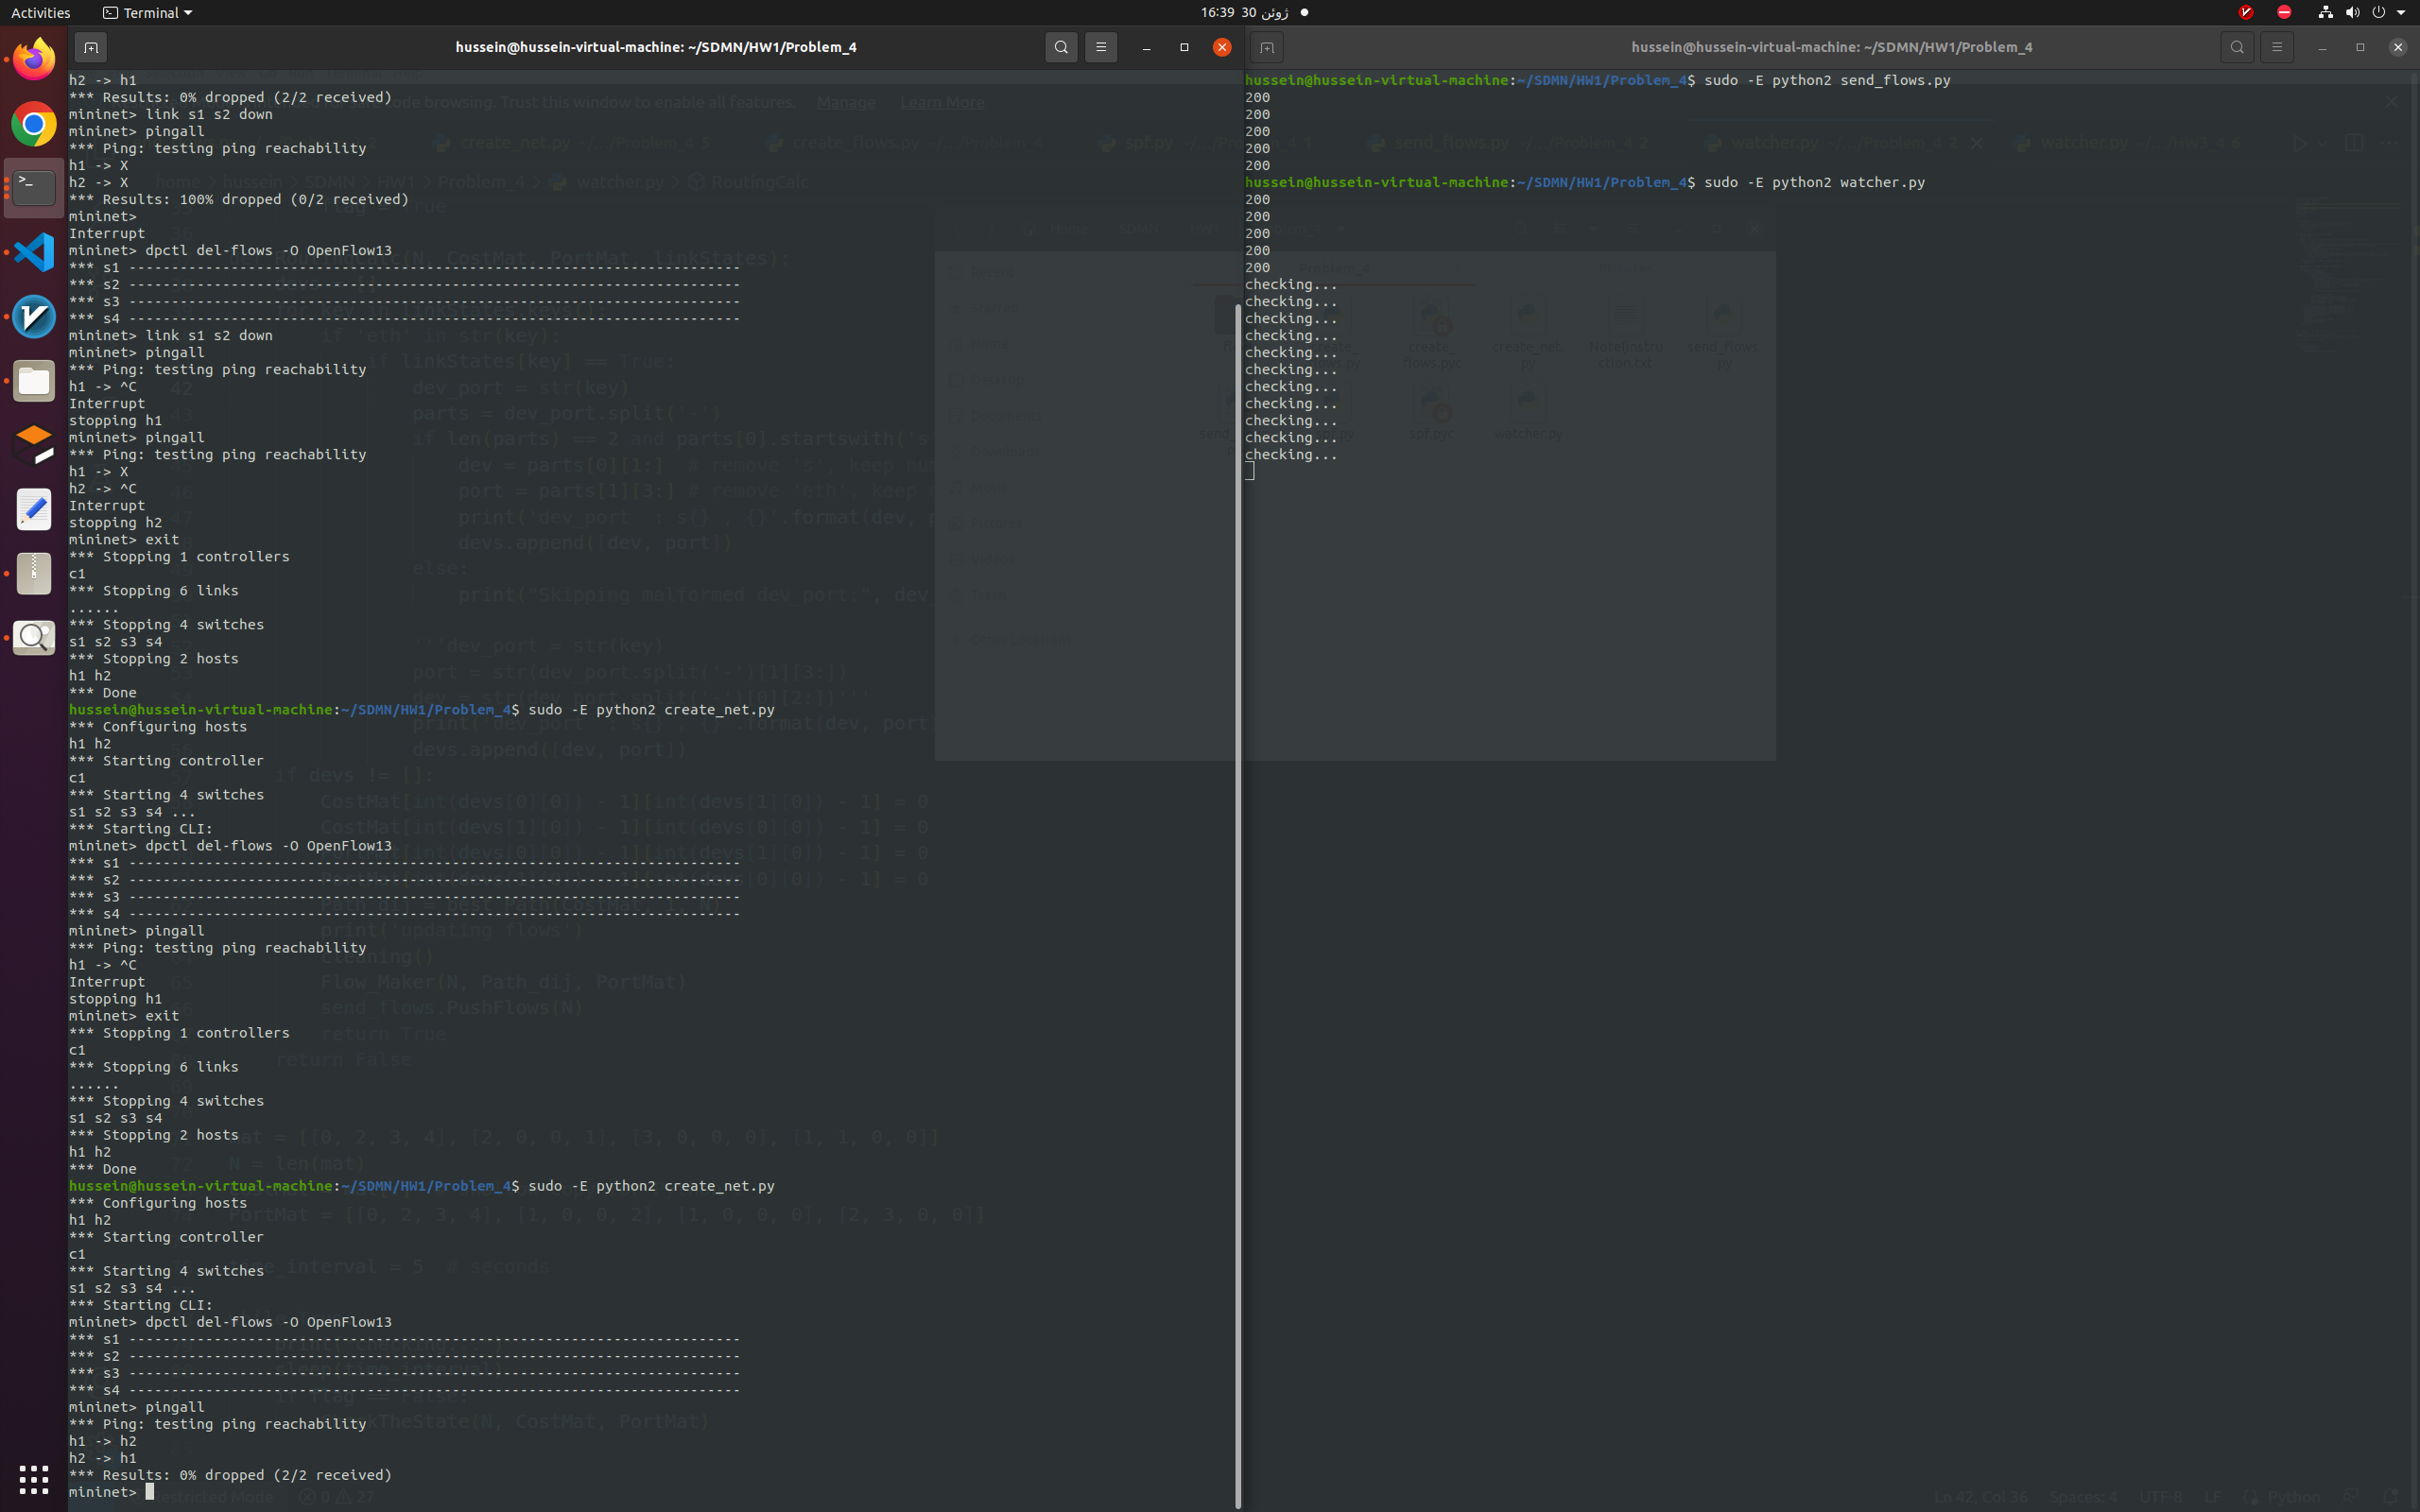 Activities
Terminal
16:39 30 ژوئن
hussein@hussein-virtual-machine: ~/SDMN/HW1/Problem_4
h2 -> h1
*** Results: 0% dropped (2/2 received)
mininet> link s1 s2 down
mininet> pingall
*** Ping: testing ping reachability
h1 -> X
h2 -> X
*** Results: 100% dropped (0/2 received)
mininet>
Interrupt
mininet> dpctl del-flows -O OpenFlow13
*** s1 ------------------------------------------------------------------------
*** s2 ------------------------------------------------------------------------
*** s3 ------------------------------------------------------------------------
*** s4 ------------------------------------------------------------------------
mininet> link s1 s2 down
mininet> pingall
*** Ping: testing ping reachability
h1 -> ^C
Interrupt
stopping h1
mininet> pingall
*** Ping: testing ping reachability
h1 -> X
h2 -> ^C
Interrupt
stopping h2
mininet> exit
*** Stopping 1 controllers
c1
*** Stopping 6 links
......
*** Stopping 4 switches
s1 s2 s3 s4
*** Stopping 2 hosts
h1 h2
*** Done
hussein@hussein-virtual-machine:~/SDMN/HW1/Problem_4$ sudo -E python2 create_net.py
*** Configuring hosts
h1 h2
*** Starting controller
c1
*** Starting 4 switches
s1 s2 s3 s4 ...
*** Starting CLI:
mininet> dpctl del-flows -O OpenFlow13
*** s1 ------------------------------------------------------------------------
*** s2 ------------------------------------------------------------------------
*** s3 ------------------------------------------------------------------------
*** s4 ------------------------------------------------------------------------
mininet> pingall
*** Ping: testing ping reachability
h1 -> ^C
Interrupt
stopping h1
mininet> exit
*** Stopping 1 controllers
c1
*** Stopping 6 links
......
*** Stopping 4 switches
s1 s2 s3 s4
*** Stopping 2 hosts
h1 h2
*** Done
hussein@hussein-virtual-machine:~/SDMN/HW1/Problem_4$ sudo -E python2 create_net.py
*** Configuring hosts
h1 h2
*** Starting controller
c1
*** Starting 4 switches
s1 s2 s3 s4 ...
*** Starting CLI:
mininet> dpctl del-flows -O OpenFlow13
*** s1 ------------------------------------------------------------------------
*** s2 ------------------------------------------------------------------------
*** s3 ------------------------------------------------------------------------
*** s4 ------------------------------------------------------------------------
mininet> pingall
*** Ping: testing ping reachability
h1 -> h2
h2 -> h1
*** Results: 0% dropped (2/2 received)
mininet>
hussein@hussein-virtual-machine: ~/SDMN/HW1/Problem_4
hussein@hussein-virtual-machine:~/SDMN/HW1/Problem_4$ sudo -E python2 send_flows.py
200
200
200
200
200
hussein@hussein-virtual-machine:~/SDMN/HW1/Problem_4$ sudo -E python2 watcher.py
200
200
200
200
200
checking...
checking...
checking...
checking...
checking...
checking...
checking...
checking...
checking...
checking...
checking...